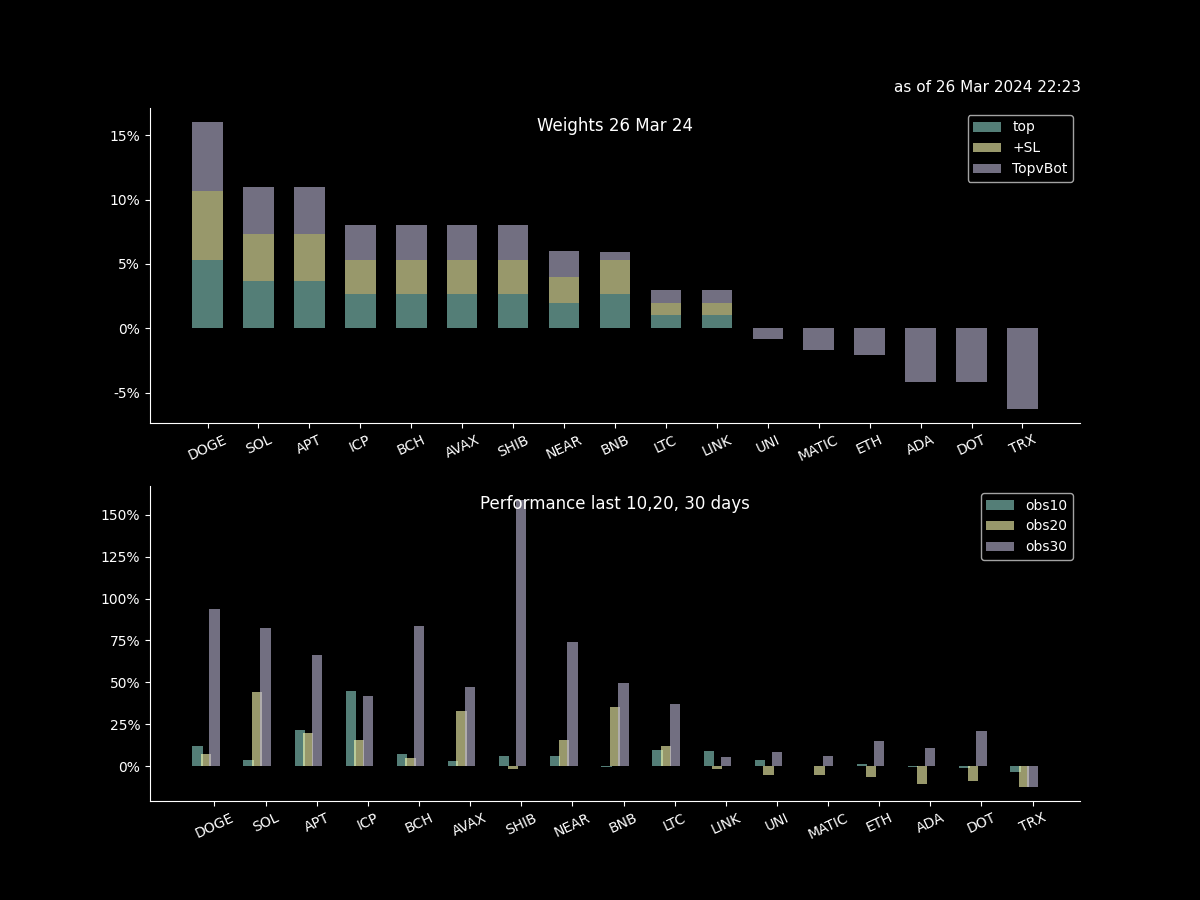 as of 26 Mar 2024 22:23
Weights 26 Mar 24
top
+SL
TopvBot
15%
10%
5%
0%
-5%
DOGE SOL APT ICP BCH AVAX SHIB NEAR BNB LTC LINK UNI MATIC ETH ADA DOT TRX
Performance last 10,20, 30 days
obs10
obs20
obs30
150%
125%
100%
75%
50%
25%
0%
DOGE SOL APT ICP BCH AVAX SHIB NEAR BNB LTC LINK UNI MATIC ETH ADA DOT TRX